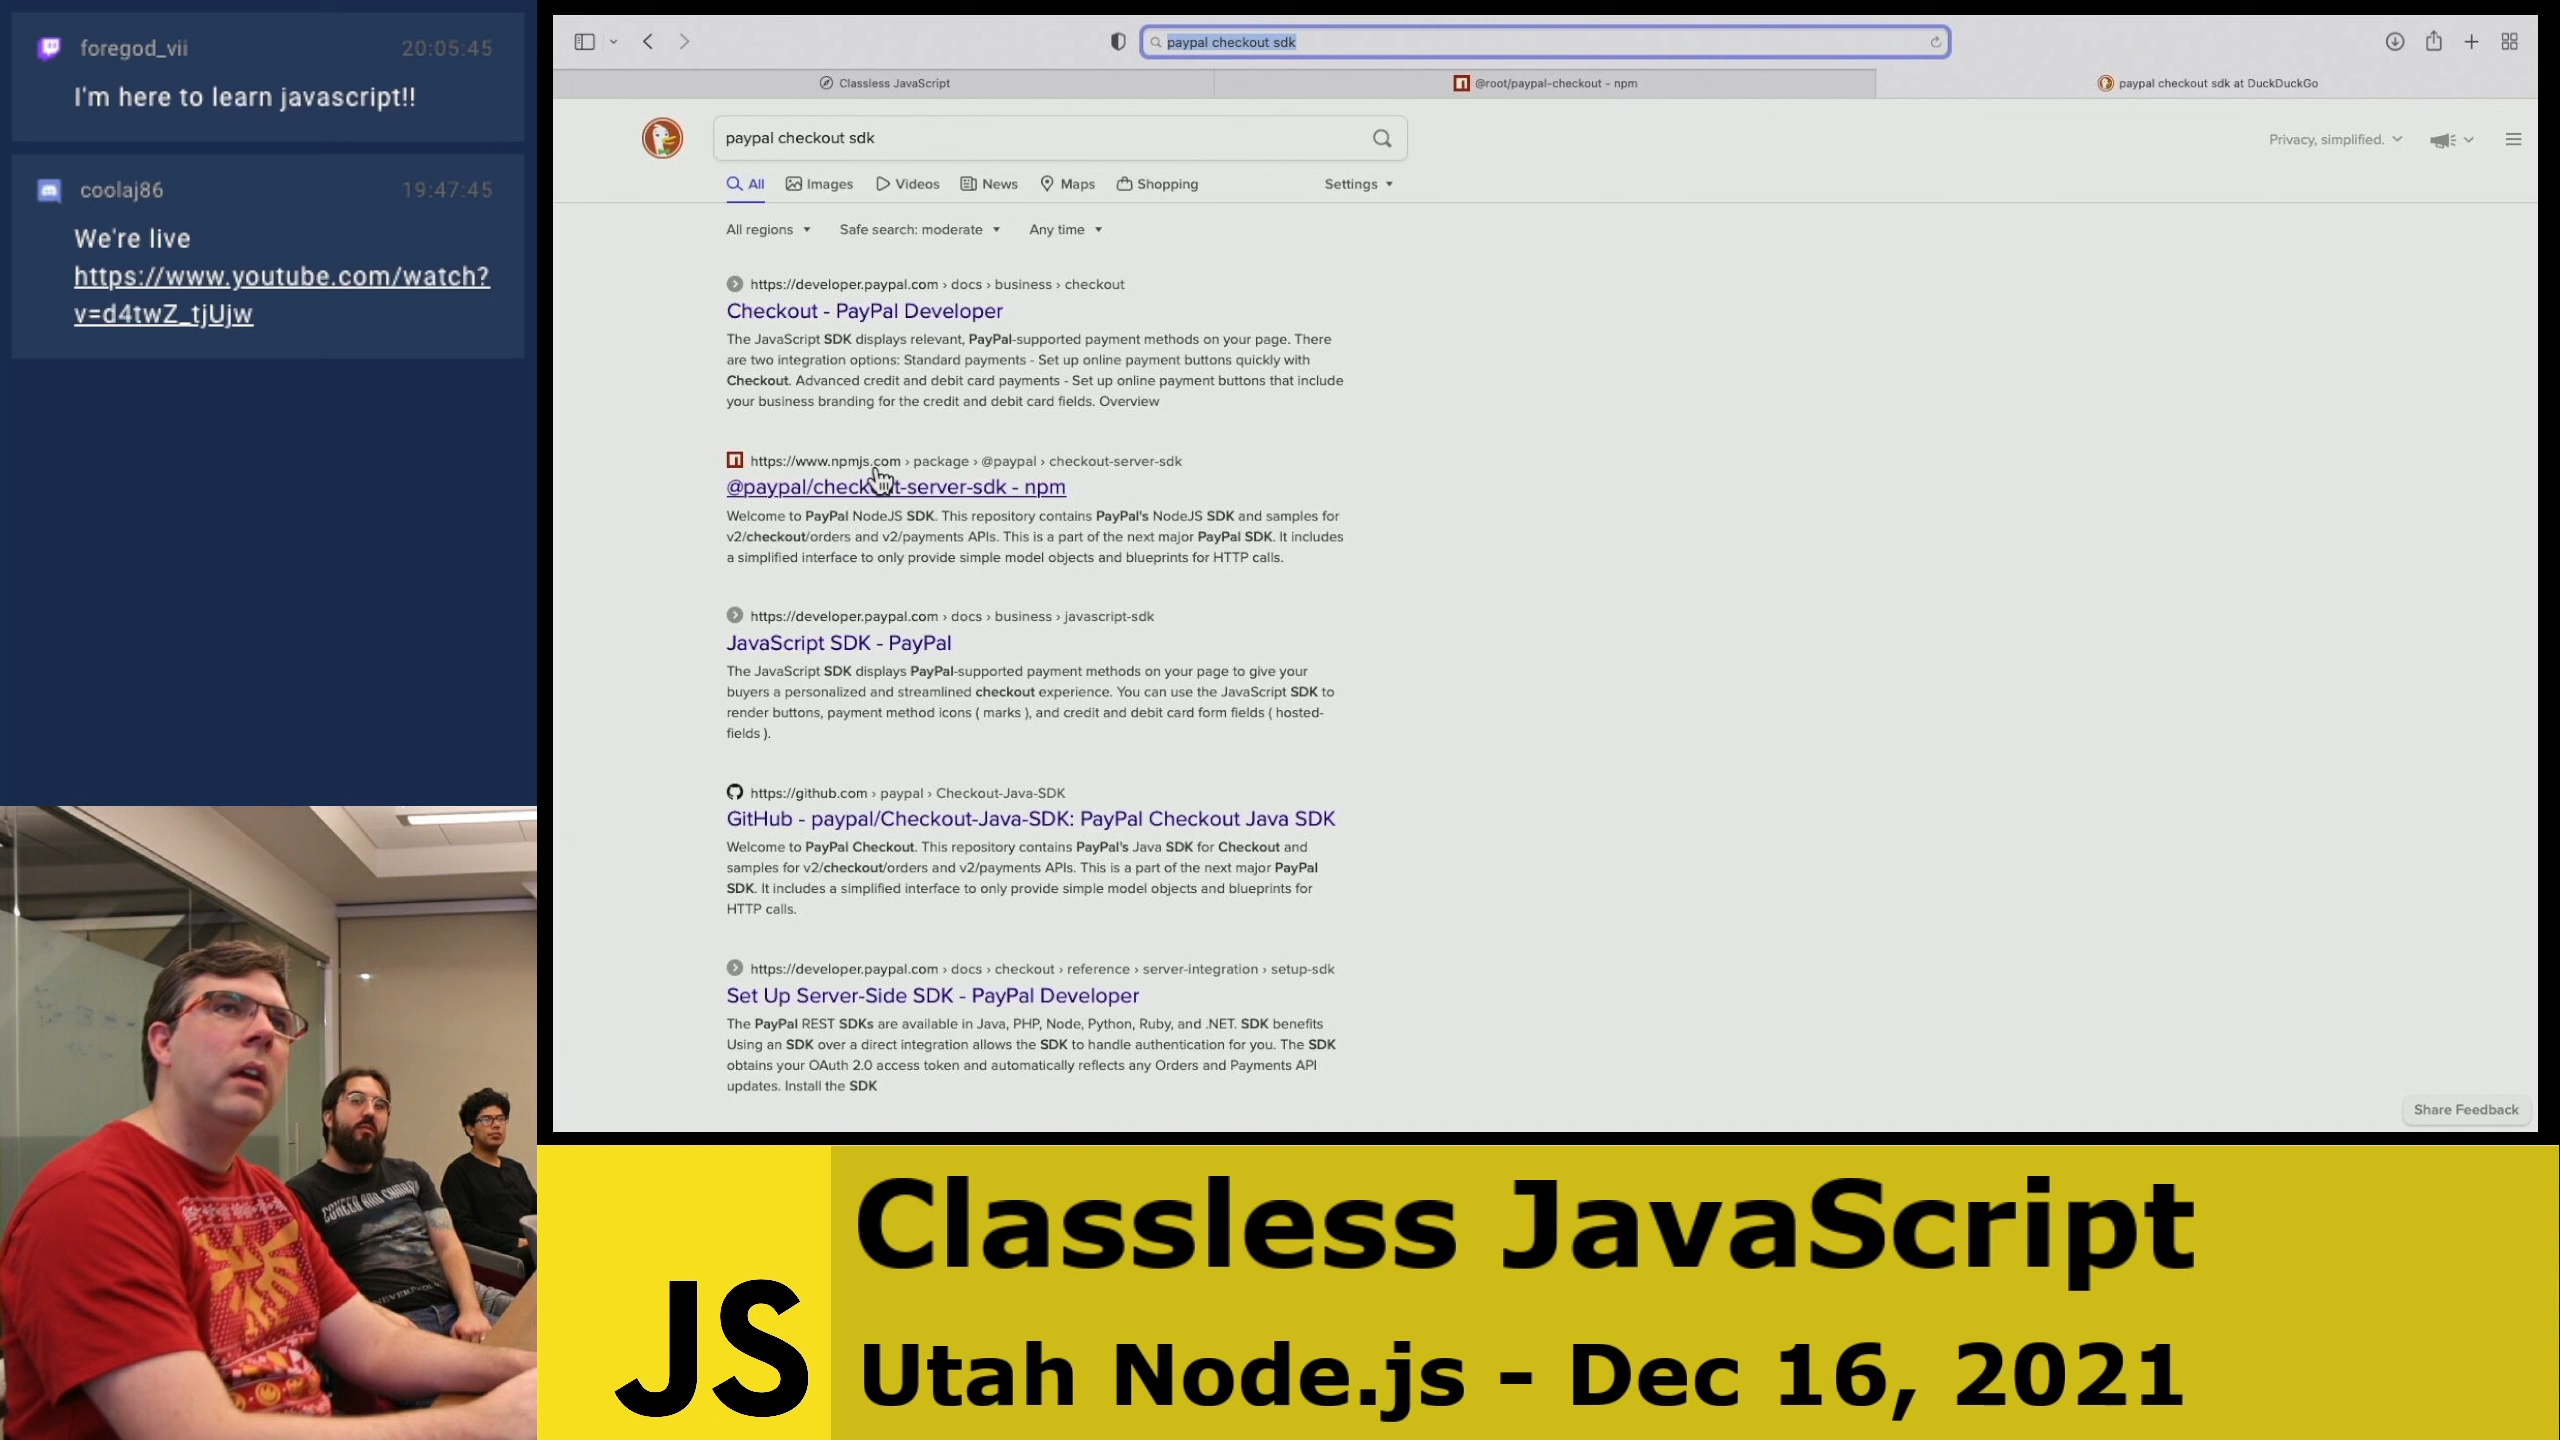 foregod_vii 20:05:45
I'm here to learn javascript!!
coolaj86 19:47:45
We're live
https://www.youtube.com/watch?
v=d4twZ_tjUjw
paypal checkout sdk
Classless JavaScript
@root/paypal-checkout - npm
paypal checkout sdk at DuckDuckGo
paypal checkout sdk
Privacy, simplified.
All Images Videos News Maps Shopping Settings
All regions Safe search: moderate Any time
https://developer.paypal.com › docs › business › checkout
Checkout - PayPal Developer
The JavaScript SDK displays relevant, PayPal-supported payment methods on your page. There
are two integration options: Standard payments - Set up online payment buttons quickly with
Checkout. Advanced credit and debit card payments - Set up online payment buttons that include
your business branding for the credit and debit card fields. Overview
https://www.npmjs.com › package › @paypal › checkout-server-sdk
@paypal/checkout-server-sdk - npm
Welcome to PayPal NodeJS SDK. This repository contains PayPal's NodeJS SDK and samples for
v2/checkout/orders and v2/payments APIs. This is a part of the next major PayPal SDK. It includes
a simplified interface to only provide simple model objects and blueprints for HTTP calls.
https://developer.paypal.com › docs › business › javascript-sdk
JavaScript SDK - PayPal
The JavaScript SDK displays PayPal-supported payment methods on your page to give your
buyers a personalized and streamlined checkout experience. You can use the JavaScript SDK to
render buttons, payment method icons ( marks ), and credit and debit card form fields ( hosted-
fields ).
https://github.com › paypal › Checkout-Java-SDK
GitHub - paypal/Checkout-Java-SDK: PayPal Checkout Java SDK
Welcome to PayPal Checkout. This repository contains PayPal's Java SDK for Checkout and
samples for v2/checkout/orders and v2/payments APIs. This is a part of the next major PayPal
SDK. It includes a simplified interface to only provide simple model objects and blueprints for
HTTP calls.
https://developer.paypal.com › docs › checkout › reference › server-integration › setup-sdk
Set Up Server-Side SDK - PayPal Developer
The PayPal REST SDKs are available in Java, PHP, Node, Python, Ruby, and .NET. SDK benefits
Using an SDK over a direct integration allows the SDK to handle authentication for you. The SDK
obtains your OAuth 2.0 access token and automatically reflects any Orders and Payments API
updates. Install the SDK
Share Feedback
JS
Classless JavaScript
Utah Node.js - Dec 16, 2021